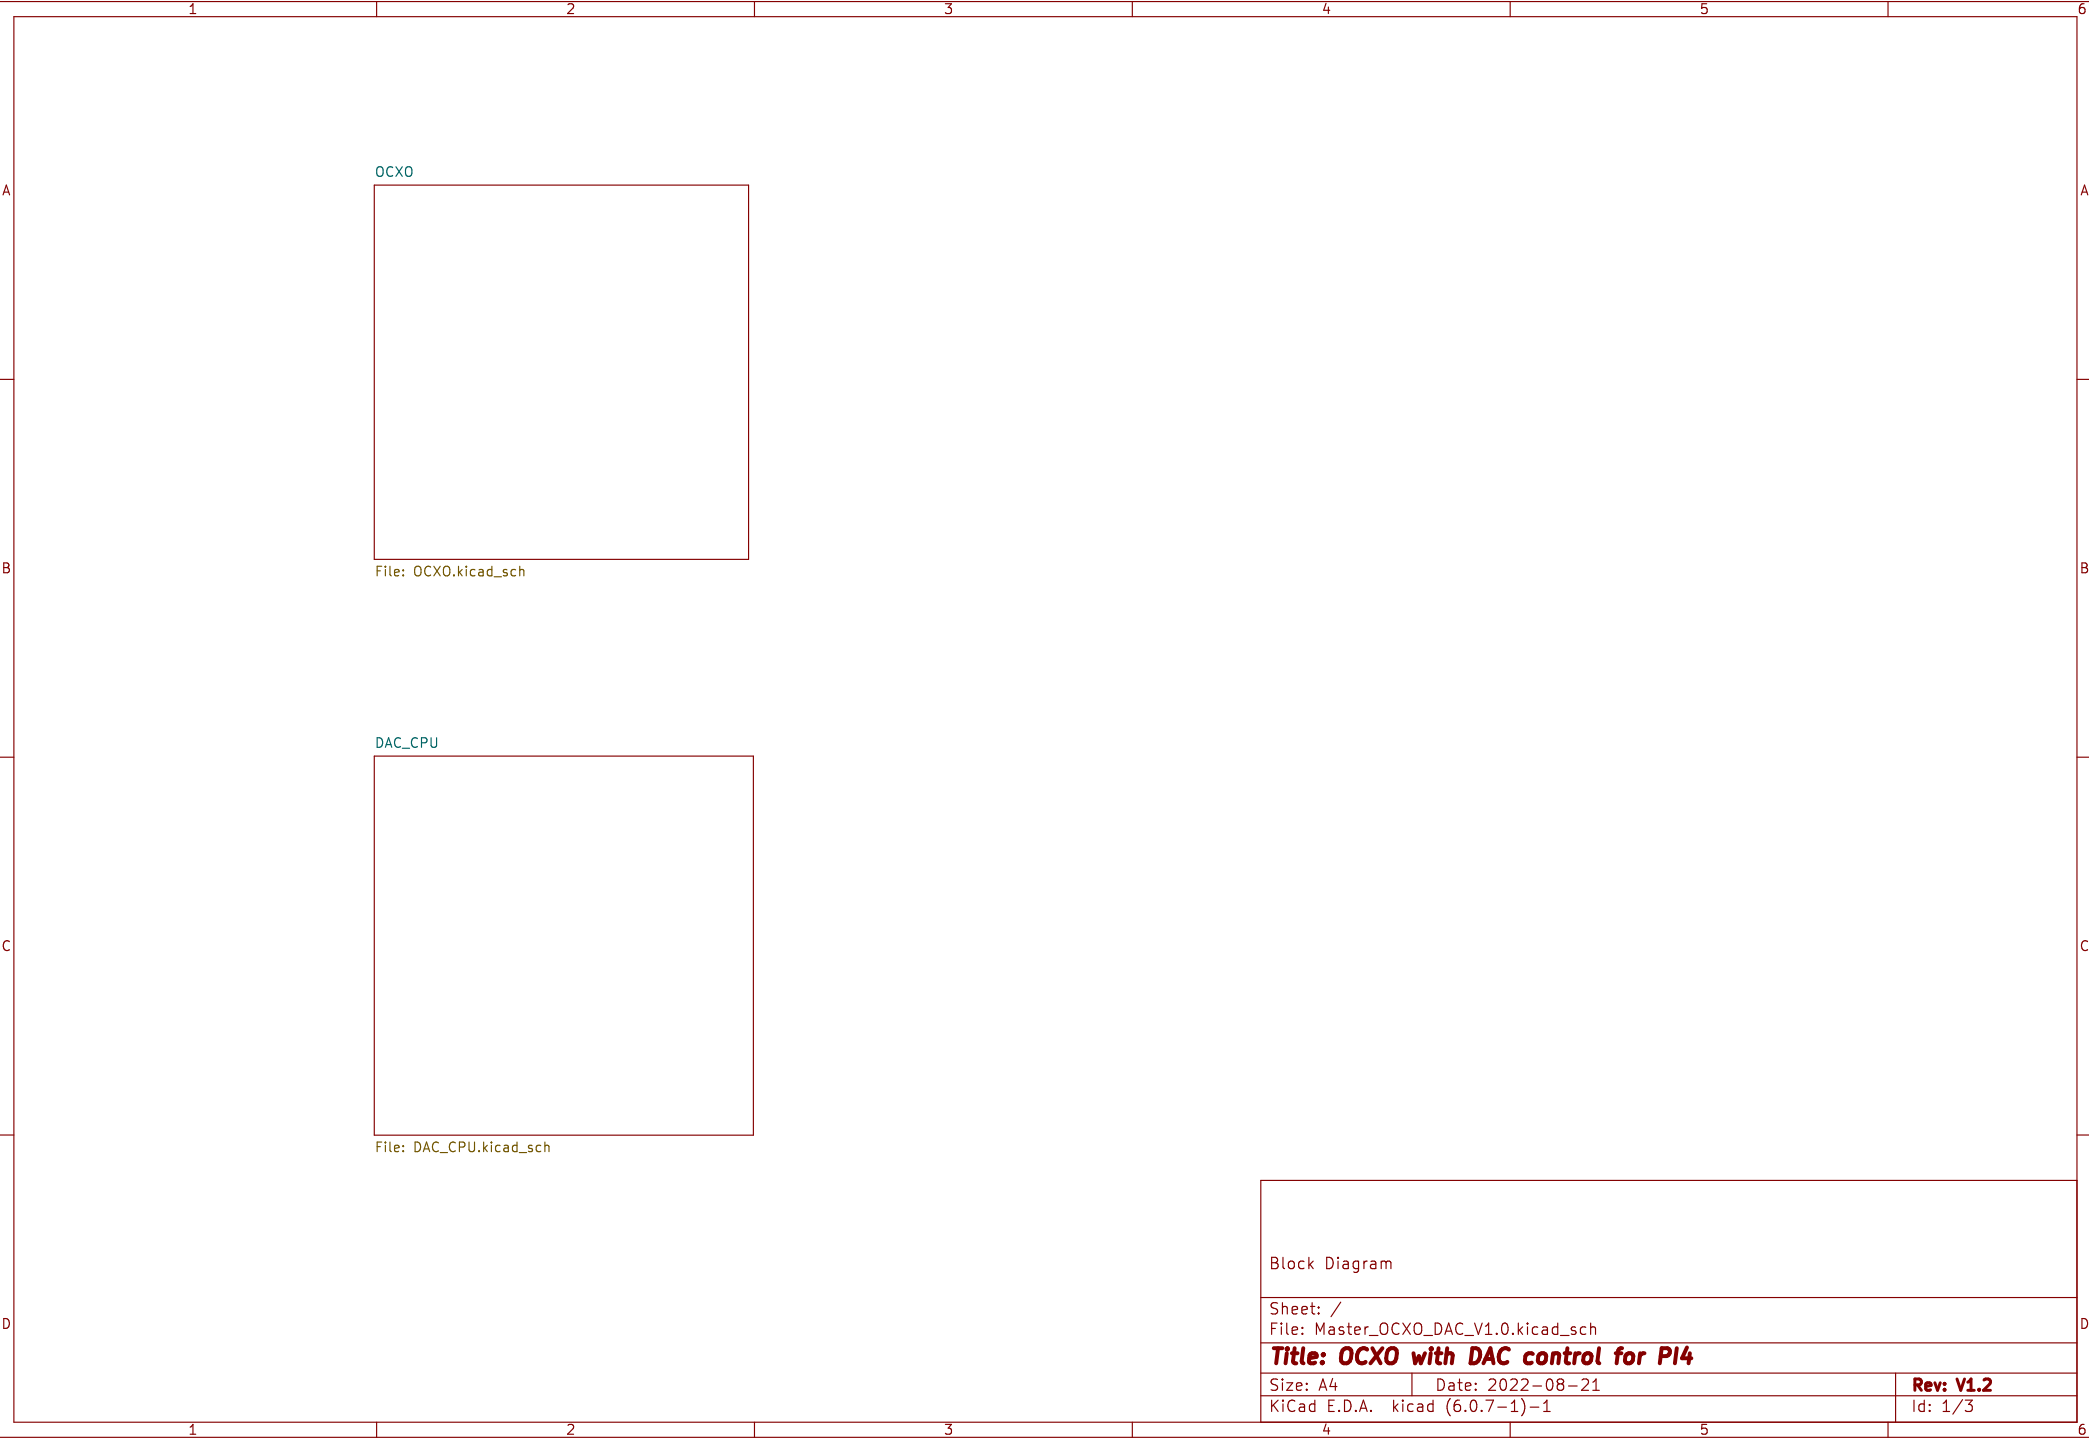 1 2 3 4 5 6
OCXO
A A
File: OCXO.kicad_sch
B B
DAC_CPU
C C
File: DAC_CPU.kicad_sch
Block Diagram
Sheet: /
File: Master_OCXO_DAC_V1.0.kicad_sch
D D
Title: OCXO with DAC control for PI4
Size: A4 Date: 2022-08-21 Rev: V1.2
KiCad E.D.A. kicad (6.0.7-1)-1 Id: 1/3
1 2 3 4 5 6